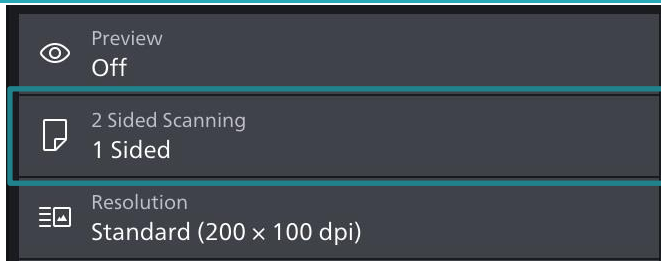 Preview
Off
2 Sided Scanning
1 Sided
Resolution
Standard (200 × 100 dpi)